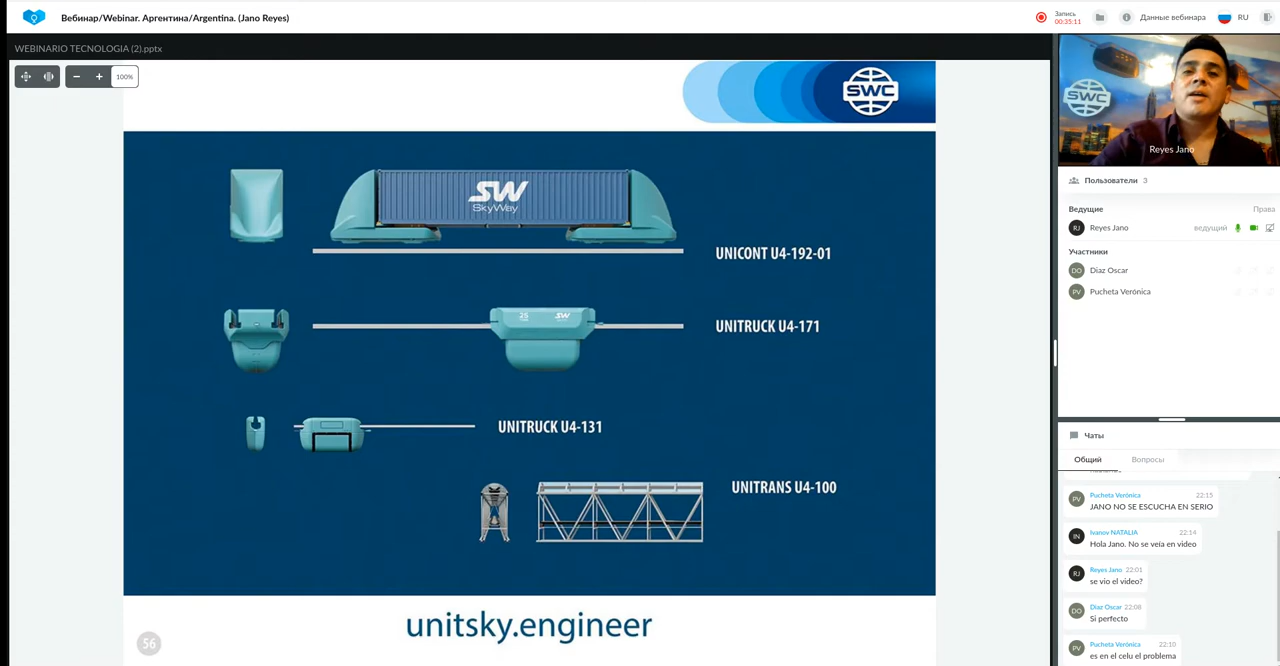 Вебинар/Webinar. Аргентина/Argentina. (Jano Reyes)
Запись
00:35:11
Данные вебинара
RU
WEBINARIO TECNOLOGIA (2).pptx
100%
SWC
SW
SkyWay
UNICONT U4-192-01
25
SW
UNITRUCK U4-171
UNITRUCK U4-131
UNITRANS U4-100
unitsky.engineer
56
SWC
Reyes Jano
Пользователи 3
Ведущие Права
RJ Reyes Jano ведущий
Участники
DO Diaz Oscar
PV Pucheta Verónica
Чаты
Общий Вопросы
PV Pucheta Verónica 22:15
JANO NO SE ESCUCHA EN SERIO
IN Ivanov NATALIA 22:14
Hola Jano. No se veía en video
RJ Reyes Jano 22:01
se vio el video?
DO Diaz Oscar 22:08
Si perfecto
PV Pucheta Verónica 22:10
es en el celu el problema